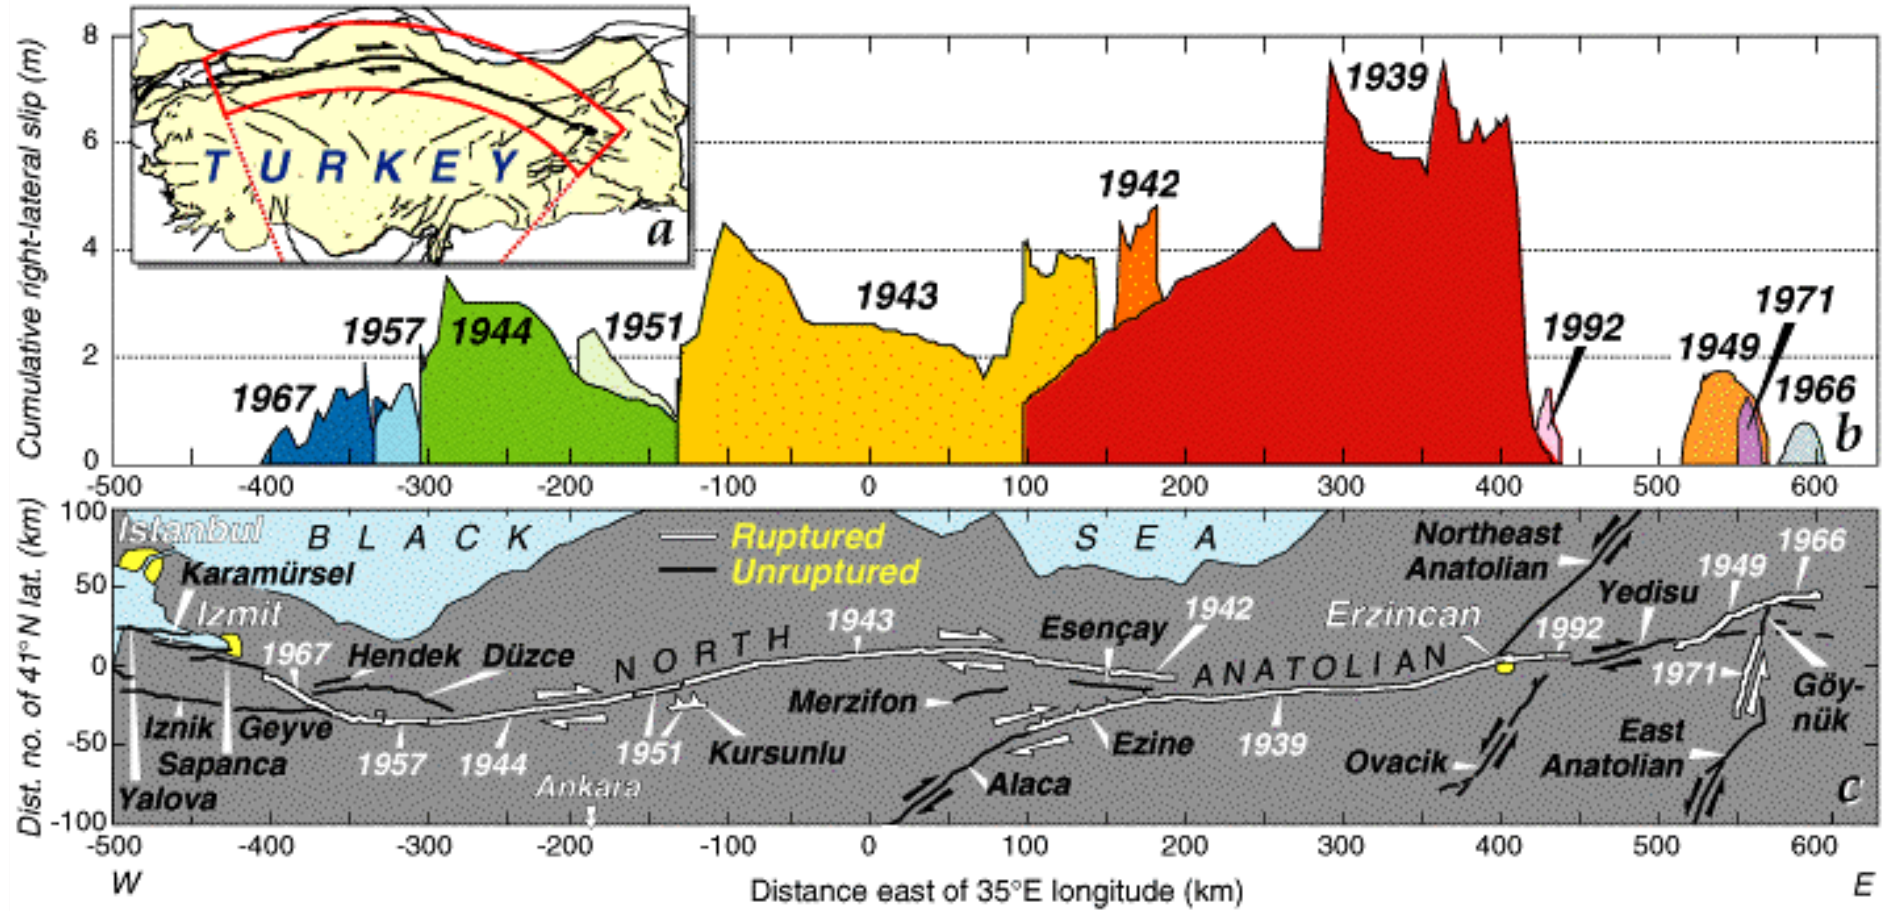 Cumulative right-lateral slip (m)
8
6
4
2
0
TURKEY
a
1967
1957
1944
1951
1943
1942
1939
1992
1949
1971
1966
b
-500 -400 -300 -200 -100 0 100 200 300 400 500 600
Dist. no. of 41°N lat. (km)
100
50
0
-50
-100
Istanbul
BLACK
SEA
Ruptured
Unruptured
Karamürsel
Izmit
1967
Hendek
Düzce
NORTH
1943
Esençay
1942
ANATOLIAN
Erzincan
Northeast
Anatolian
1992
Yedisu
1949
1966
Iznik
Geyve
Sapanca
Yalova
1957
1944
1951
Kursunlu
Ankara
Merzifon
Alaca
Ezine
1939
Ovacik
1971
East
Anatolian
Göy-
nük
c
-500 -400 -300 -200 -100 0 100 200 300 400 500 600
W
Distance east of 35°E longitude (km)
E